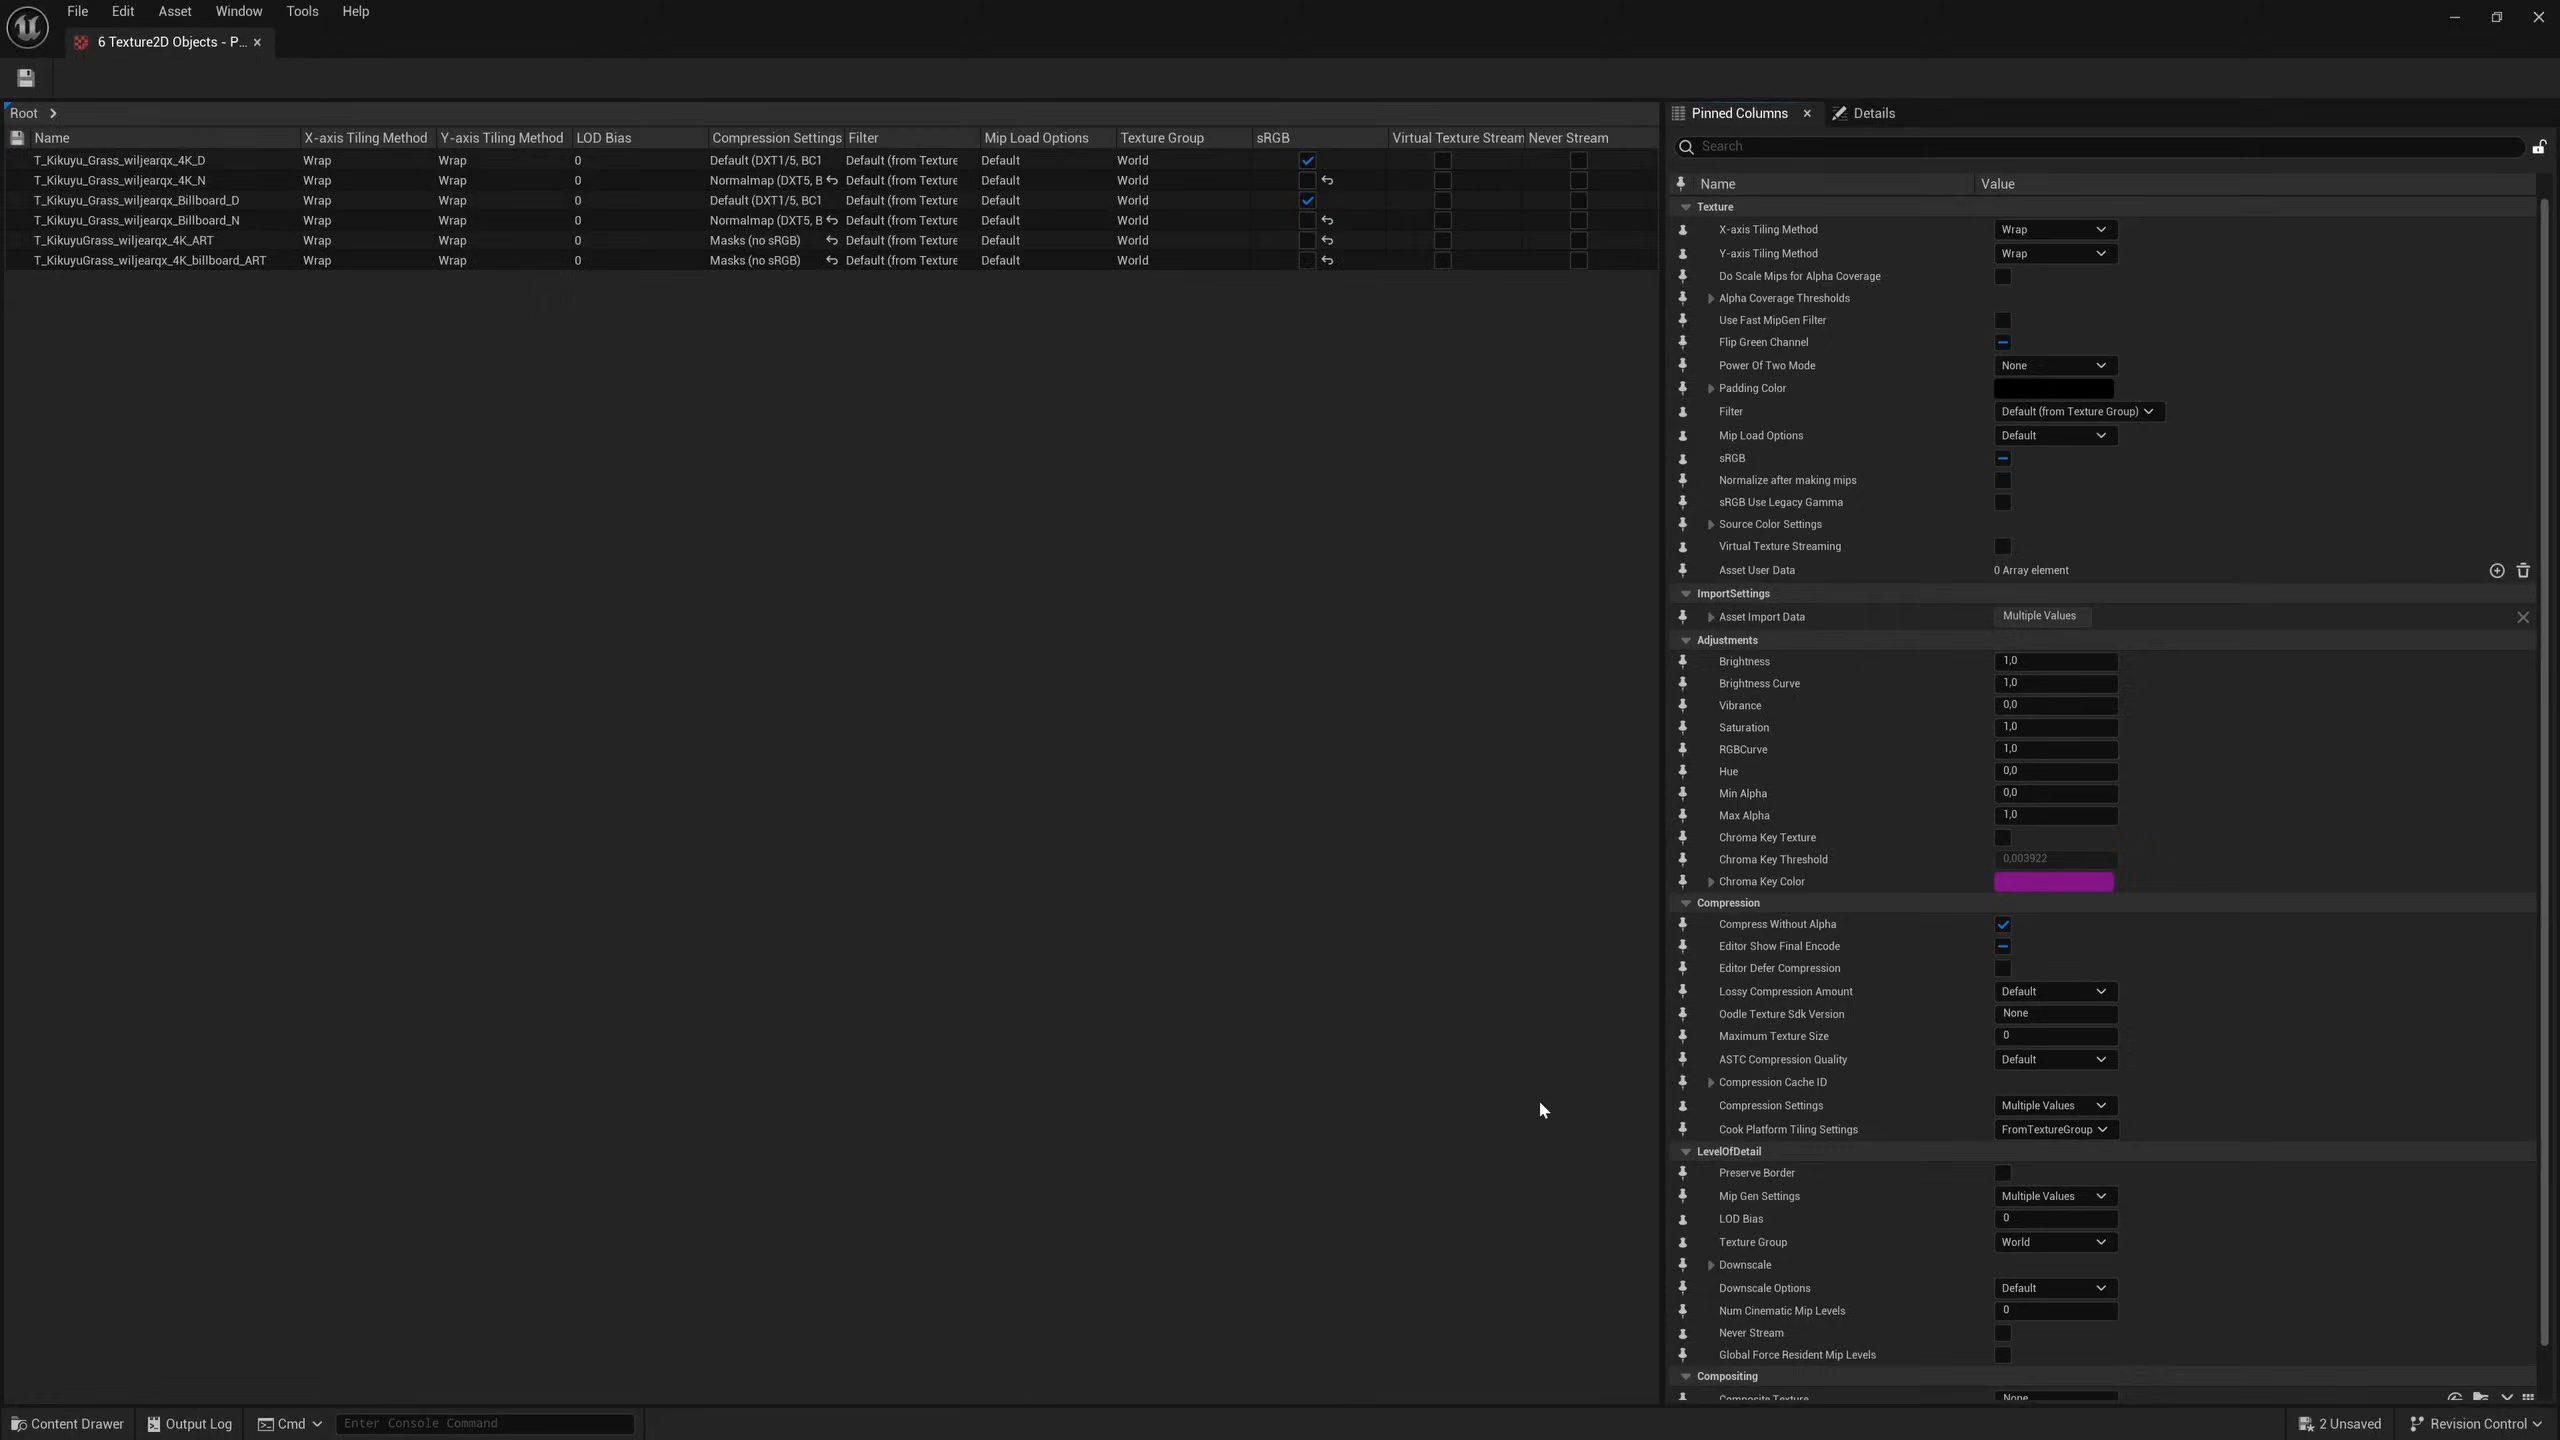 File Edit Asset Window Tools Help
6 Texture2D Objects - P...
Root
Name X-axis Tiling Method Y-axis Tiling Method LOD Bias Compression Settings Filter Mip Load Options Texture Group sRGB Virtual Texture Stream Never Stream
T_Kikuyu_Grass_wiljearqx_4K_D Wrap Wrap 0 Default (DXT1/5, BC1 Default (from Texture Default World
T_Kikuyu_Grass_wiljearqx_4K_N Wrap Wrap 0 Normalmap (DXT5, B Default (from Texture Default World
T_Kikuyu_Grass_wiljearqx_Billboard_D Wrap Wrap 0 Default (DXT1/5, BC1 Default (from Texture Default World
T_Kikuyu_Grass_wiljearqx_Billboard_N Wrap Wrap 0 Normalmap (DXT5, B Default (from Texture Default World
T_KikuyuGrass_wiljearqx_4K_ART Wrap Wrap 0 Masks (no sRGB) Default (from Texture Default World
T_KikuyuGrass_wiljearqx_4K_billboard_ART Wrap Wrap 0 Masks (no sRGB) Default (from Texture Default World
Pinned Columns Details
Search
Name Value
Texture
X-axis Tiling Method Wrap
Y-axis Tiling Method Wrap
Do Scale Mips for Alpha Coverage
Alpha Coverage Thresholds
Use Fast MipGen Filter
Flip Green Channel
Power Of Two Mode None
Padding Color
Filter Default (from Texture Group)
Mip Load Options Default
sRGB
Normalize after making mips
sRGB Use Legacy Gamma
Source Color Settings
Virtual Texture Streaming
Asset User Data 0 Array element
ImportSettings
Asset Import Data Multiple Values
Adjustments
Brightness 1,0
Brightness Curve 1,0
Vibrance 0,0
Saturation 1,0
RGBCurve 1,0
Hue 0,0
Min Alpha 0,0
Max Alpha 1,0
Chroma Key Texture
Chroma Key Threshold 0,003922
Chroma Key Color
Compression
Compress Without Alpha
Editor Show Final Encode
Editor Defer Compression
Lossy Compression Amount Default
Oodle Texture Sdk Version None
Maximum Texture Size 0
ASTC Compression Quality Default
Compression Cache ID
Compression Settings Multiple Values
Cook Platform Tiling Settings FromTextureGroup
LevelOfDetail
Preserve Border
Mip Gen Settings Multiple Values
LOD Bias 0
Texture Group World
Downscale
Downscale Options Default
Num Cinematic Mip Levels 0
Never Stream
Global Force Resident Mip Levels
Compositing
Composite Texture None
Content Drawer Output Log Cmd Enter Console Command 2 Unsaved Revision Control